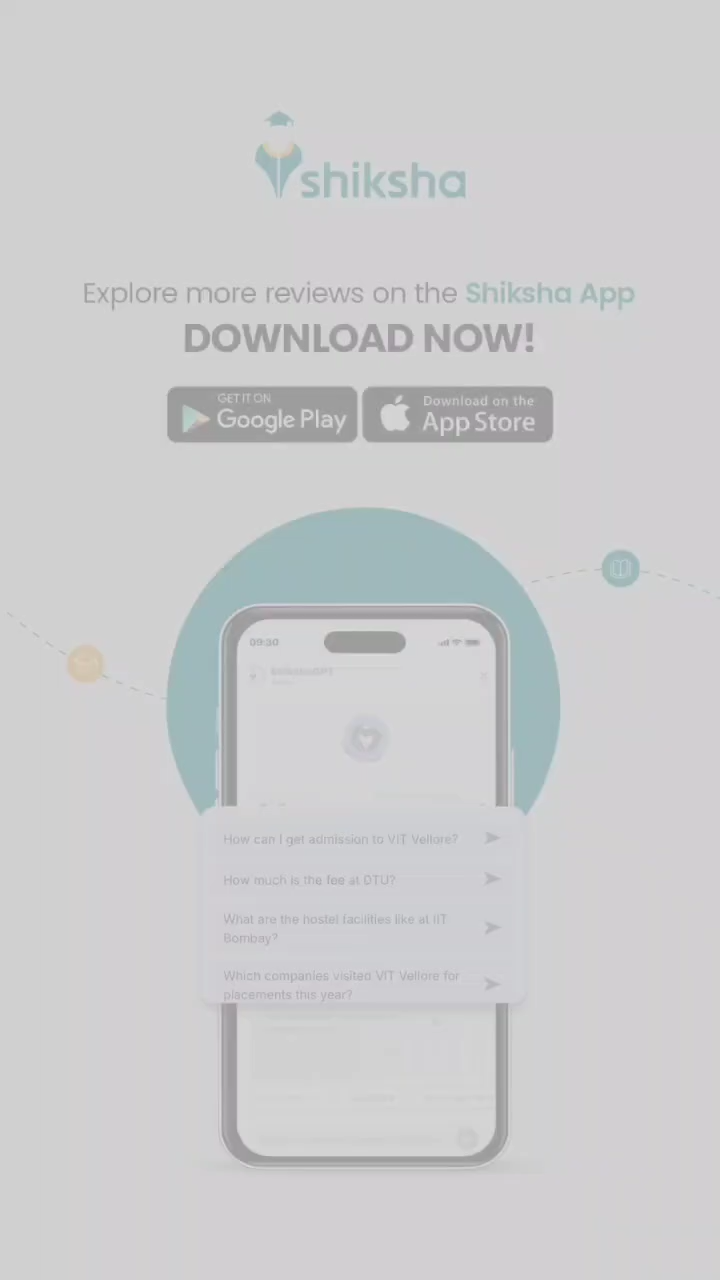 shiksha
Explore more reviews on the Shiksha App
DOWNLOAD NOW!
GET IT ON
Google Play
Download on the
App Store
09:30
How can I get admission to VIT Vellore?
How much is the fee at DTU?
What are the hostel facilities like at IIT
Bombay?
Which companies visited VIT Vellore for
placements this year?